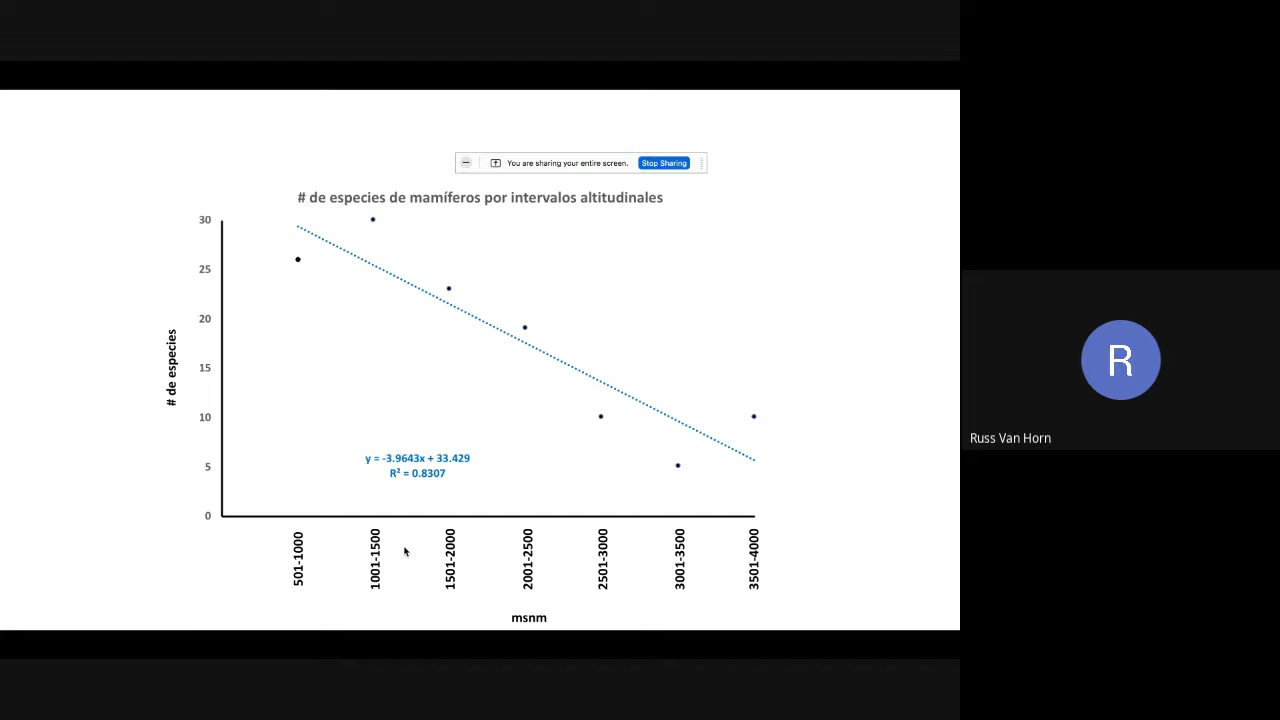 You are sharing your entire screen. Stop Sharing
# de especies de mamíferos por intervalos altitudinales
30
25
20
15
10
5
0
# de especies
y = -3.9643x + 33.429
R² = 0.8307
501-1000
1001-1500
1501-2000
2001-2500
2501-3000
3001-3500
3501-4000
msnm
R
Russ Van Horn